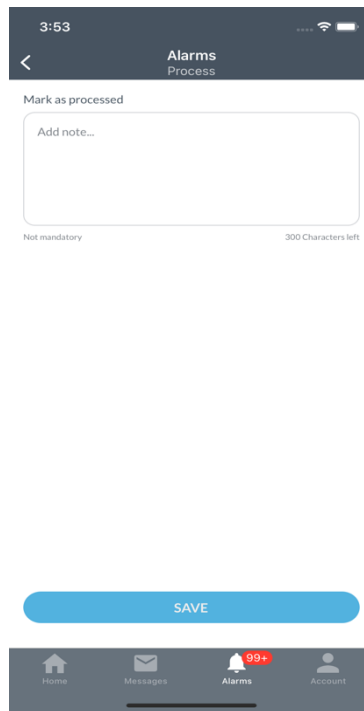 3:53
Alarms
Process
Mark as processed
Add note...
Not mandatory
300 Characters left
SAVE
99+
Home
Messages
Alarms
Account